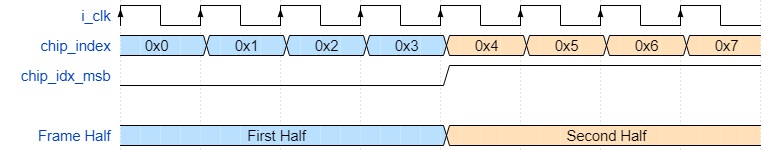 i_clk
chip_index 0x0 0x1 0x2 0x3 0x4 0x5 0x6 0x7
chip_idx_msb
Frame Half First Half Second Half